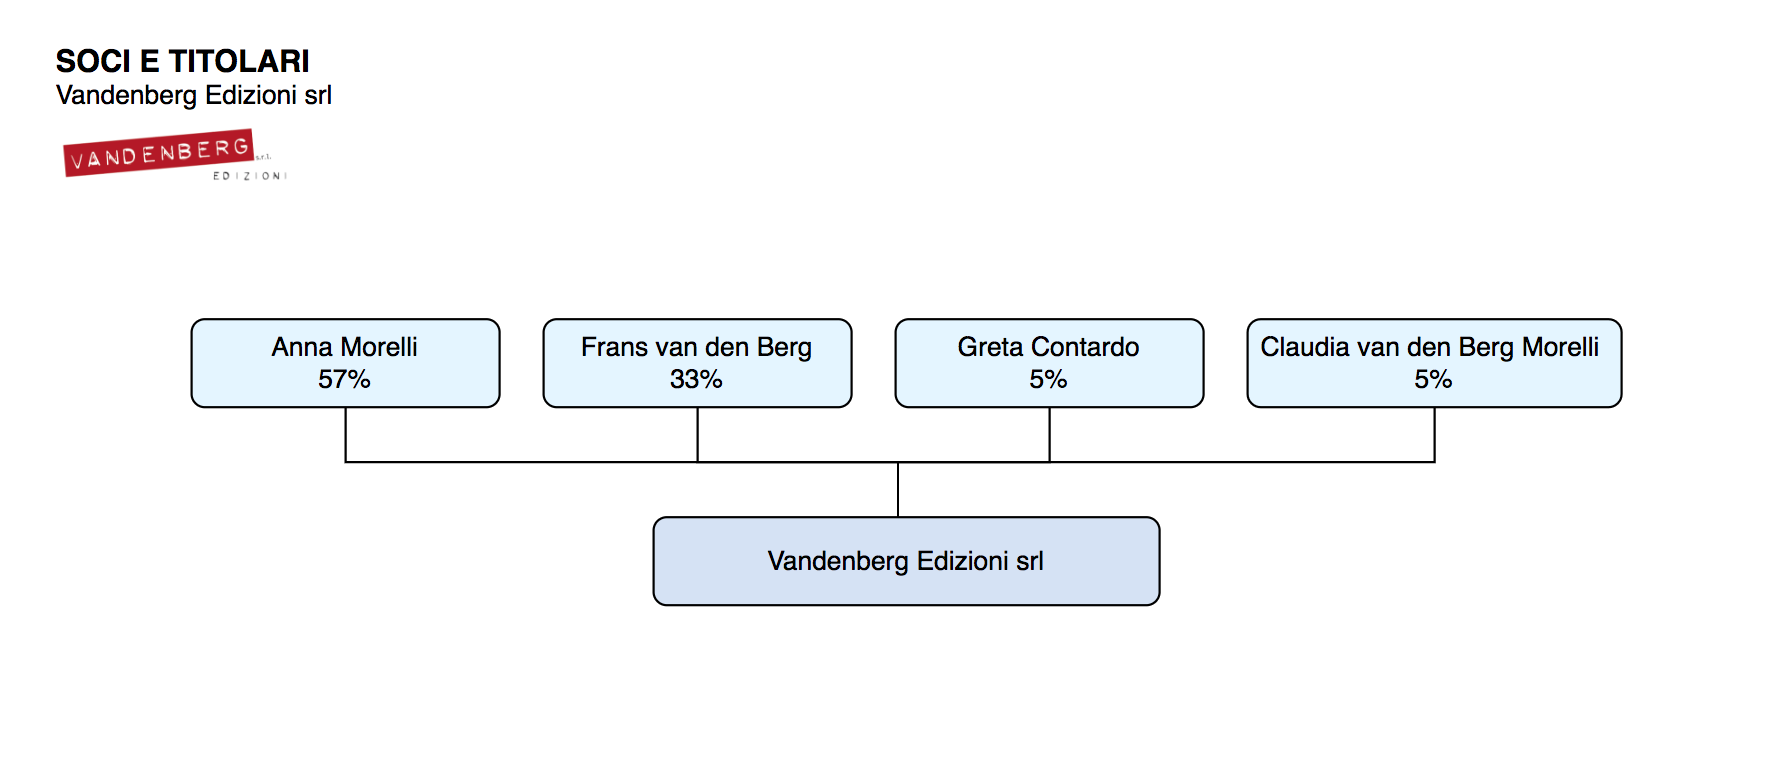 SOCI E TITOLARI
Vandenberg Edizioni srl
VANDENBERG s.r.l.
EDIZIONI
Anna Morelli
57%
Frans van den Berg
33%
Greta Contardo
5%
Claudia van den Berg Morelli
5%
Vandenberg Edizioni srl